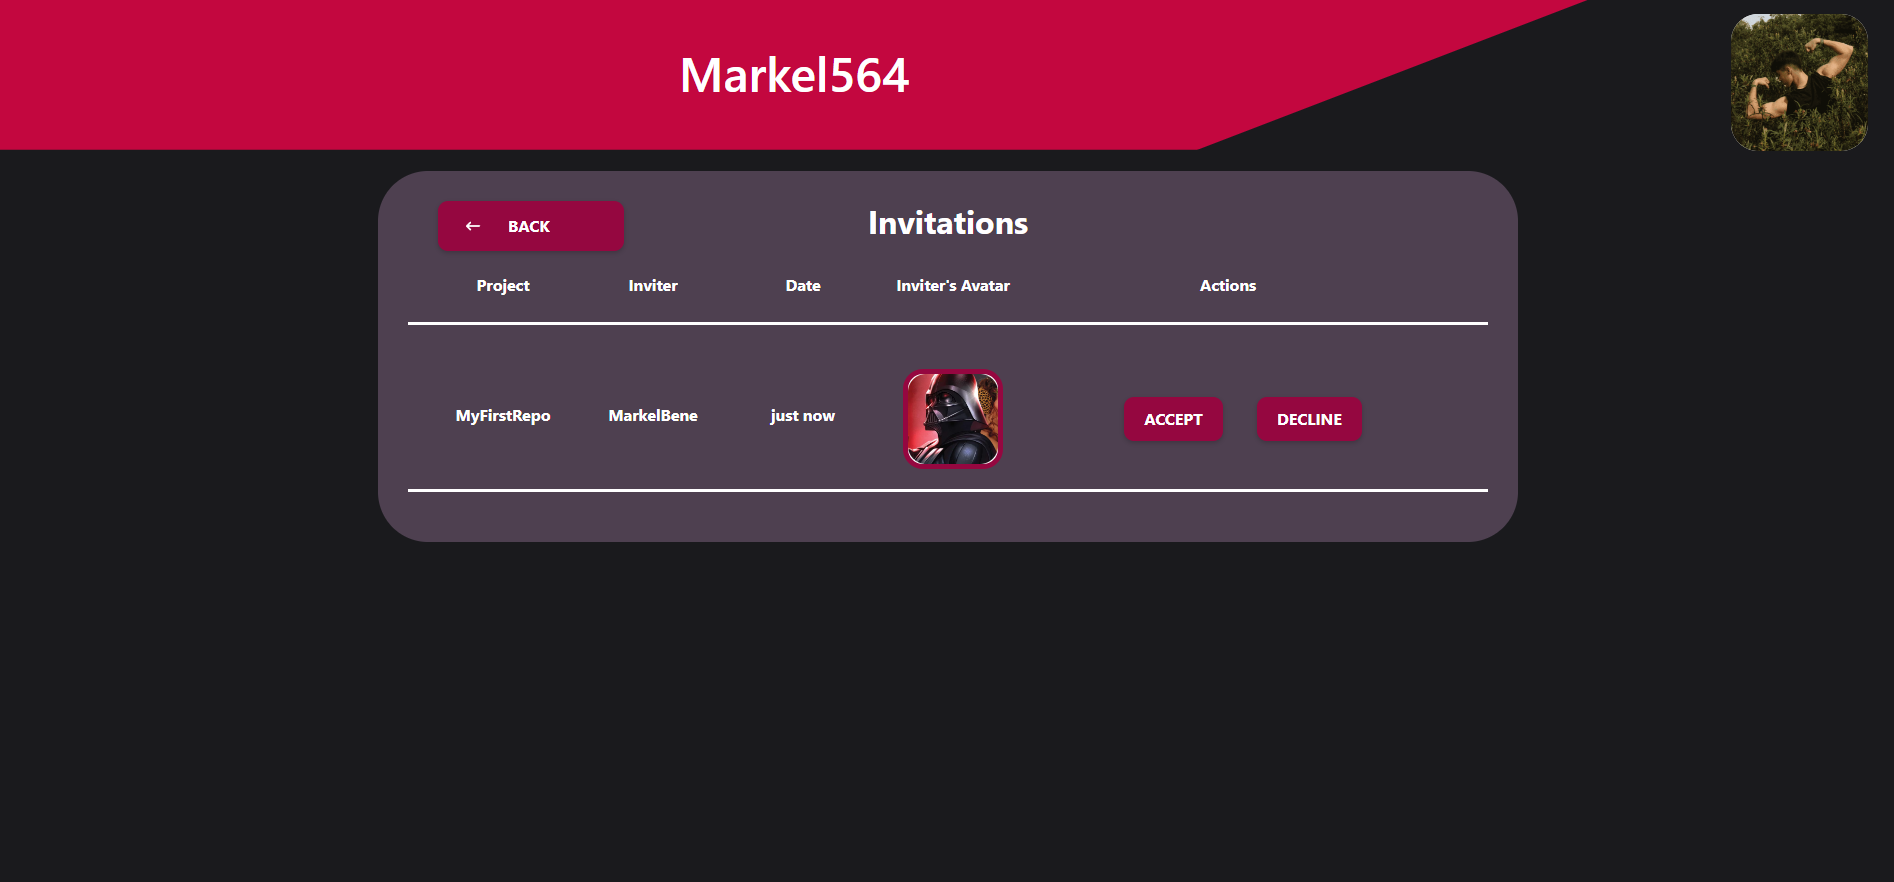 Markel564
← BACK
Invitations
Project Inviter Date Inviter's Avatar Actions
MyFirstRepo MarkelBene just now ACCEPT DECLINE